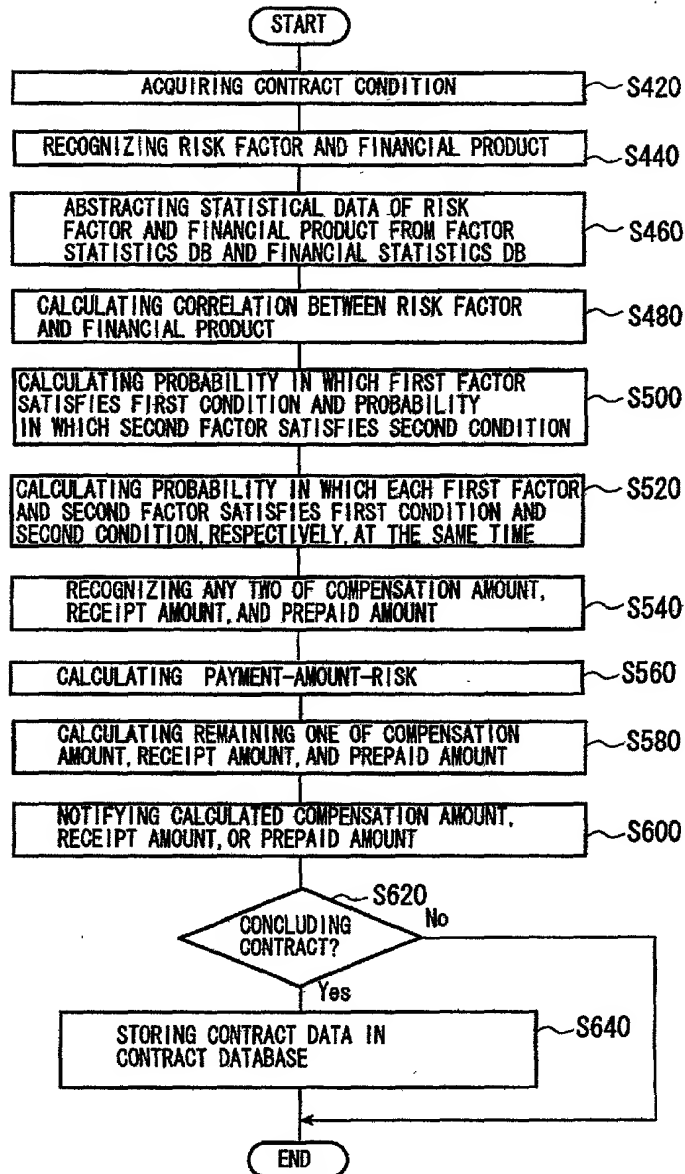 START
ACQUIRING CONTRACT CONDITION
S420
RECOGNIZING RISK FACTOR AND FINANCIAL PRODUCT
S440
ABSTRACTING STATISTICAL DATA OF RISK
FACTOR AND FINANCIAL PRODUCT FROM FACTOR
STATISTICS DB AND FINANCIAL STATISTICS DB
S460
CALCULATING CORRELATION BETWEEN RISK FACTOR
AND FINANCIAL PRODUCT
S480
CALCULATING PROBABILITY IN WHICH FIRST FACTOR
SATISFIES FIRST CONDITION AND PROBABILITY
IN WHICH SECOND FACTOR SATISFIES SECOND CONDITION
S500
CALCULATING PROBABILITY IN WHICH EACH FIRST FACTOR
AND SECOND FACTOR SATISFIES FIRST CONDITION AND
SECOND CONDITION, RESPECTIVELY, AT THE SAME TIME
S520
RECOGNIZING ANY TWO OF COMPENSATION AMOUNT,
RECEIPT AMOUNT, AND PREPAID AMOUNT
S540
CALCULATING PAYMENT-AMOUNT-RISK
S560
CALCULATING REMAINING ONE OF COMPENSATION
AMOUNT, RECEIPT AMOUNT, AND PREPAID AMOUNT
S580
NOTIFYING CALCULATED COMPENSATION AMOUNT,
RECEIPT AMOUNT, OR PREPAID AMOUNT
S600
S620
CONCLUDING
CONTRACT?
No
Yes
STORING CONTRACT DATA IN
CONTRACT DATABASE
S640
END